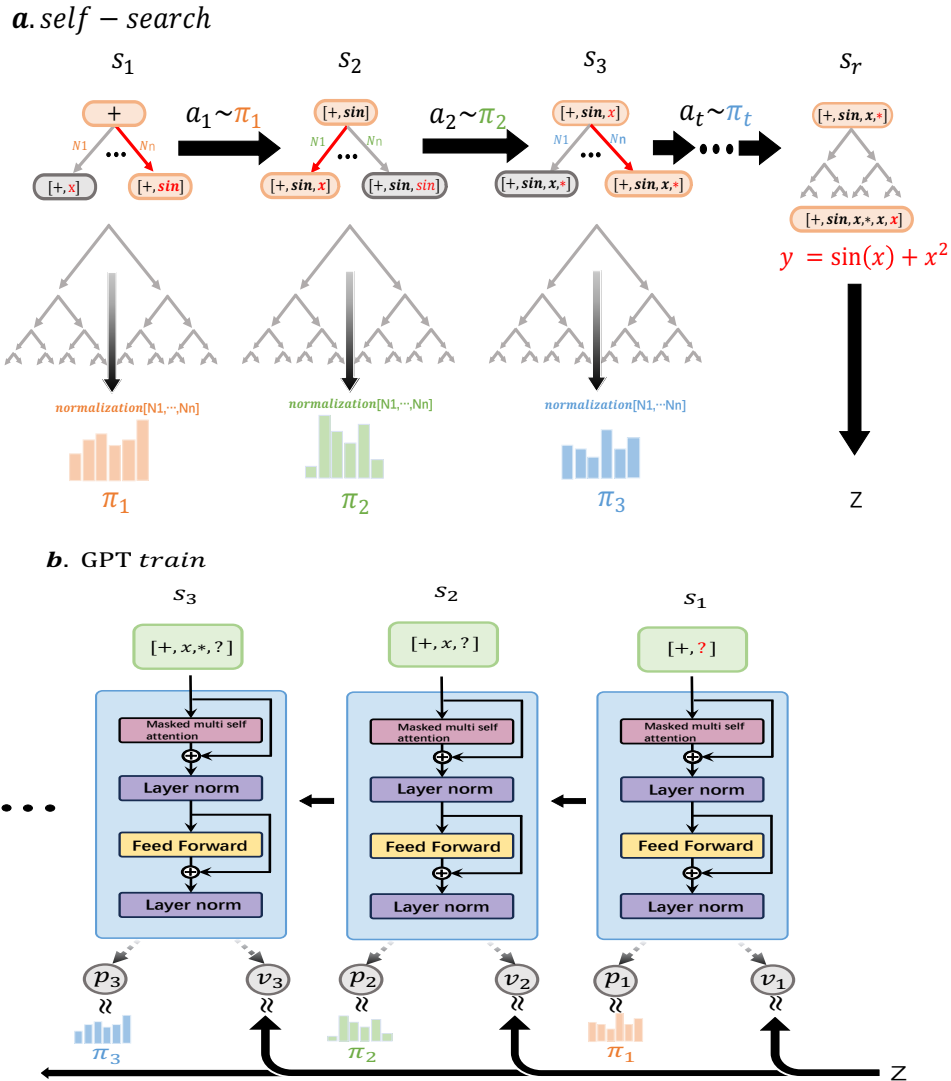 a. self − search
s₁ s₂ s₃ sᵣ
a₁~π₁ a₂~π₂ aₜ~πₜ
+ [+, sin] [+, sin, x] [+, sin, x,*]
N1 Nn N1 Nn N1 Nn
[+, x] [+, sin] [+, sin, x] [+, sin, sin] [+, sin, x,*] [+, sin, x,*]
[+, sin, x,*, x, x]
y = sin(x) + x²
normalization[N1,⋯,Nn] normalization[N1,⋯,Nn] normalization[N1,⋯Nn]
π₁ π₂ π₃ Z
b. GPT train
s₃ s₂ s₁
[+, x,*, ?] [+, x, ?] [+, ?]
Masked multi self attention Masked multi self attention Masked multi self attention
Layer norm Layer norm Layer norm
Feed Forward Feed Forward Feed Forward
Layer norm Layer norm Layer norm
p₃ v₃ p₂ v₂ p₁ v₁
≈ ≈ ≈ ≈ ≈ ≈
π₃ π₂ π₁ Z